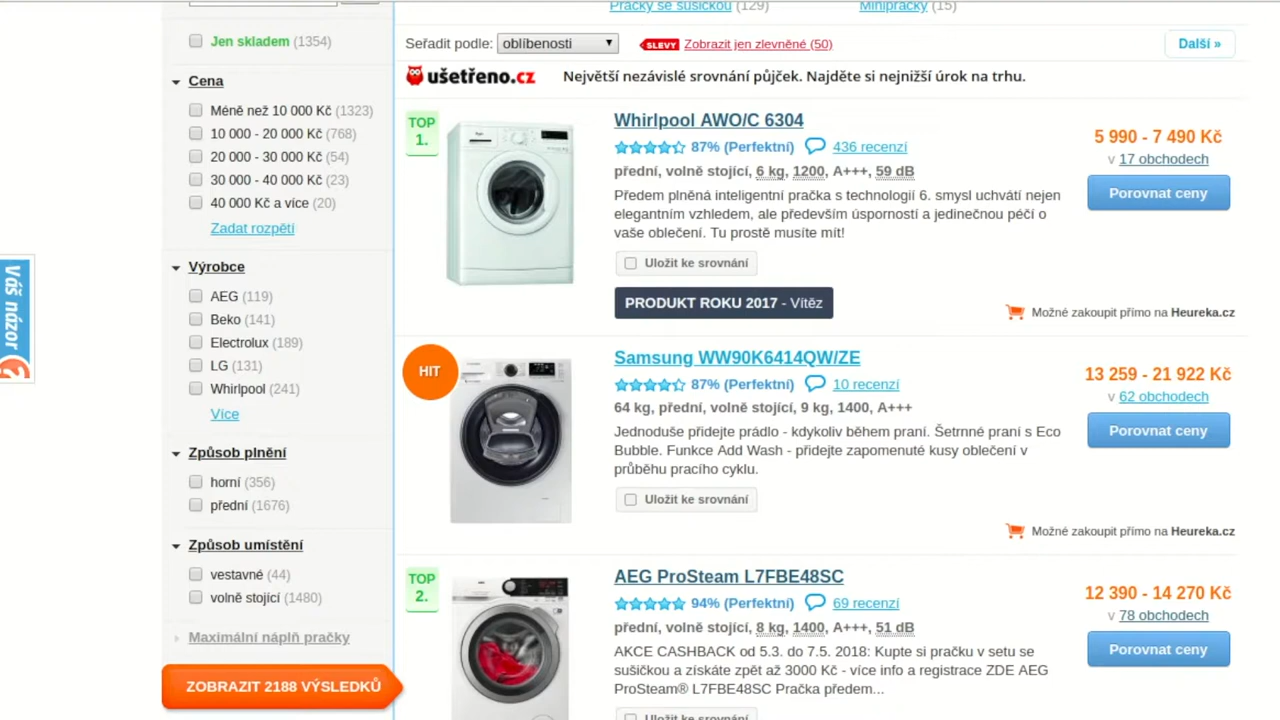 Pračky se sušičkou (129)
Minipračky (15)
Jen skladem (1354)
Seřadit podle: oblíbenosti
SLEVY Zobrazit jen zlevněné (50)
Další »
ušetřeno.cz
Největší nezávislé srovnání půjček. Najděte si nejnižší úrok na trhu.
Cena
Méně než 10 000 Kč (1323)
10 000 - 20 000 Kč (768)
20 000 - 30 000 Kč (54)
30 000 - 40 000 Kč (23)
40 000 Kč a více (20)
Zadat rozpětí
Výrobce
AEG (119)
Beko (141)
Electrolux (189)
LG (131)
Whirlpool (241)
Více
Způsob plnění
horní (356)
přední (1676)
Způsob umístění
vestavné (44)
volně stojící (1480)
Maximální náplň pračky
ZOBRAZIT 2188 VÝSLEDKŮ
Váš názor
TOP
1.
Whirlpool AWO/C 6304
87% (Perfektní) 436 recenzí
přední, volně stojící, 6 kg, 1200, A+++, 59 dB
Předem plněná inteligentní pračka s technologií 6. smysl uchvátí nejen
elegantním vzhledem, ale především úsporností a jedinečnou péčí o
vaše oblečení. Tu prostě musíte mít!
Uložit ke srovnání
PRODUKT ROKU 2017 - Vítěz
5 990 - 7 490 Kč
v 17 obchodech
Porovnat ceny
Možné zakoupit přímo na Heureka.cz
HIT
Samsung WW90K6414QW/ZE
87% (Perfektní) 10 recenzí
64 kg, přední, volně stojící, 9 kg, 1400, A+++
Jednoduše přidejte prádlo - kdykoliv během praní. Šetrnné praní s Eco
Bubble. Funkce Add Wash - přidejte zapomenuté kusy oblečení v
průběhu pracího cyklu.
Uložit ke srovnání
13 259 - 21 922 Kč
v 62 obchodech
Porovnat ceny
Možné zakoupit přímo na Heureka.cz
TOP
2.
AEG ProSteam L7FBE48SC
94% (Perfektní) 69 recenzí
přední, volně stojící, 8 kg, 1400, A+++, 51 dB
AKCE CASHBACK od 5.3. do 7.5. 2018: Kupte si pračku v setu se
sušičkou a získáte zpět až 3000 Kč - více info a registrace ZDE AEG
ProSteam® L7FBE48SC Pračka předem...
Uložit ke srovnání
12 390 - 14 270 Kč
v 78 obchodech
Porovnat ceny